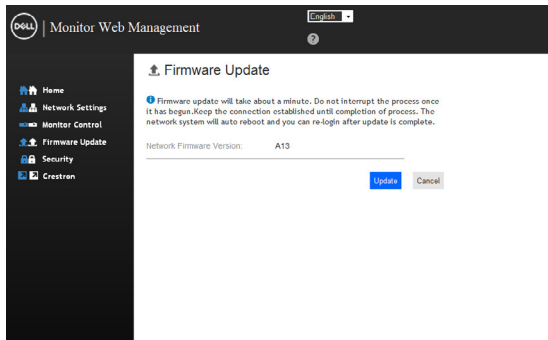 DELL | Monitor Web Management
English
?
Firmware Update
Home
Network Settings
Monitor Control
Firmware Update
Security
Crestron
Firmware update will take about a minute. Do not interrupt the process once
it has begun.Keep the connection established until completion of process. The
network system will auto reboot and you can re-login after update is complete.
Network Firmware Version: A13
Update Cancel